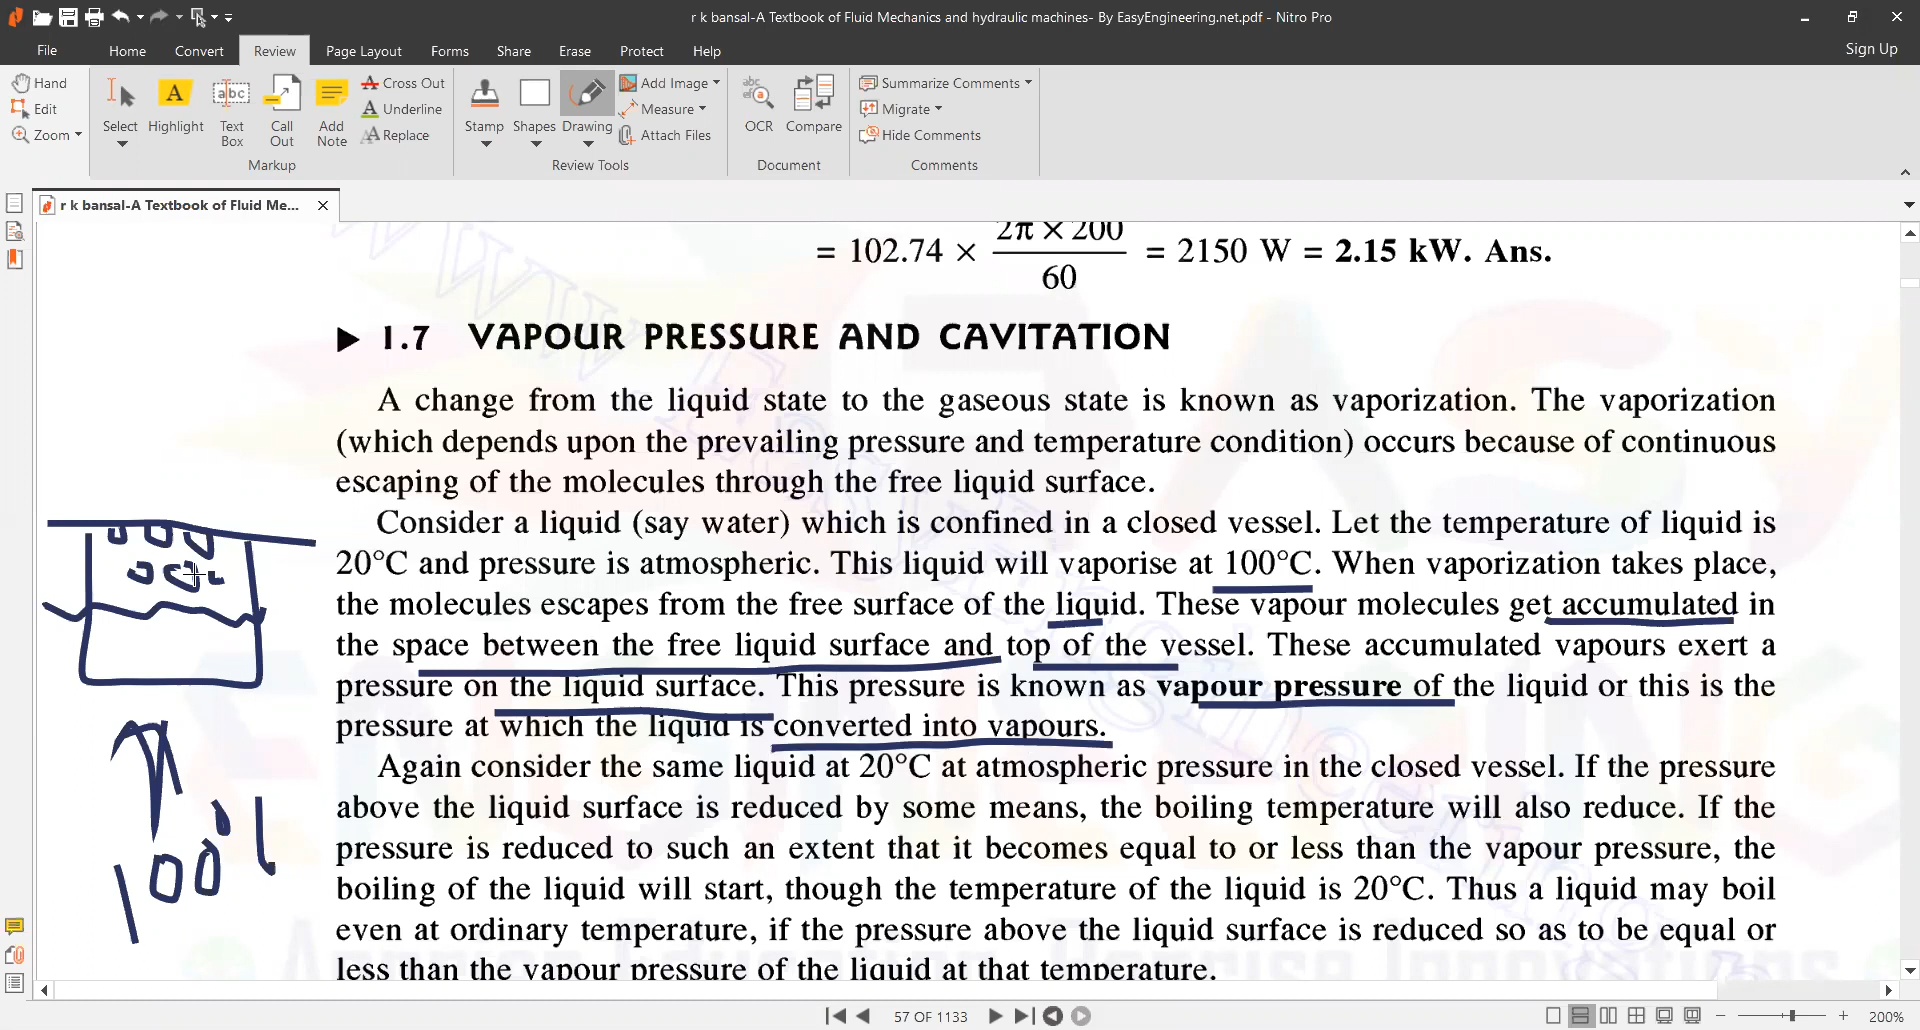 r k bansal-A Textbook of Fluid Mechanics and hydraulic machines- By EasyEngineering.net.pdf - Nitro Pro
File Home Convert Review Page Layout Forms Share Erase Protect Help Sign Up
Hand
Edit
Zoom
Select
Highlight
Text Box
Call Out
Add Note
Cross Out
Underline
Replace
Markup
Stamp
Shapes
Drawing
Add Image
Measure
Attach Files
Review Tools
OCR
Compare
Document
Summarize Comments
Migrate
Hide Comments
Comments
r k bansal-A Textbook of Fluid Me...
= 102.74 × 2π × 200 / 60 = 2150 W = 2.15 kW. Ans.
1.7 VAPOUR PRESSURE AND CAVITATION
A change from the liquid state to the gaseous state is known as vaporization. The vaporization
(which depends upon the prevailing pressure and temperature condition) occurs because of continuous
escaping of the molecules through the free liquid surface.
Consider a liquid (say water) which is confined in a closed vessel. Let the temperature of liquid is
20°C and pressure is atmospheric. This liquid will vaporise at 100°C. When vaporization takes place,
the molecules escapes from the free surface of the liquid. These vapour molecules get accumulated in
the space between the free liquid surface and top of the vessel. These accumulated vapours exert a
pressure on the liquid surface. This pressure is known as vapour pressure of the liquid or this is the
pressure at which the liquid is converted into vapours.
Again consider the same liquid at 20°C at atmospheric pressure in the closed vessel. If the pressure
above the liquid surface is reduced by some means, the boiling temperature will also reduce. If the
pressure is reduced to such an extent that it becomes equal to or less than the vapour pressure, the
boiling of the liquid will start, though the temperature of the liquid is 20°C. Thus a liquid may boil
even at ordinary temperature, if the pressure above the liquid surface is reduced so as to be equal or
less than the vapour pressure of the liquid at that temperature.
100°C
57 OF 1133
200%